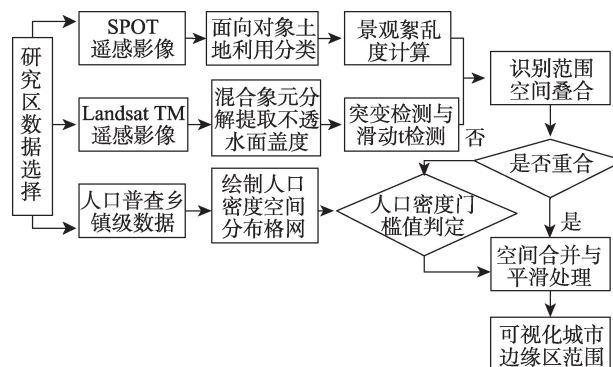 研究区数据选择
SPOT
遥感影像
面向对象土
地利用分类
景观絮乱
度计算
Landsat TM
遥感影像
混合象元分
解提取不透
水面盖度
突变检测与
滑动t检测
人口普查乡
镇级数据
绘制人口
密度空间
分布格网
人口密度门
槛值判定
识别范围
空间叠合
否
是否重合
是
空间合并与
平滑处理
可视化城市
边缘区范围